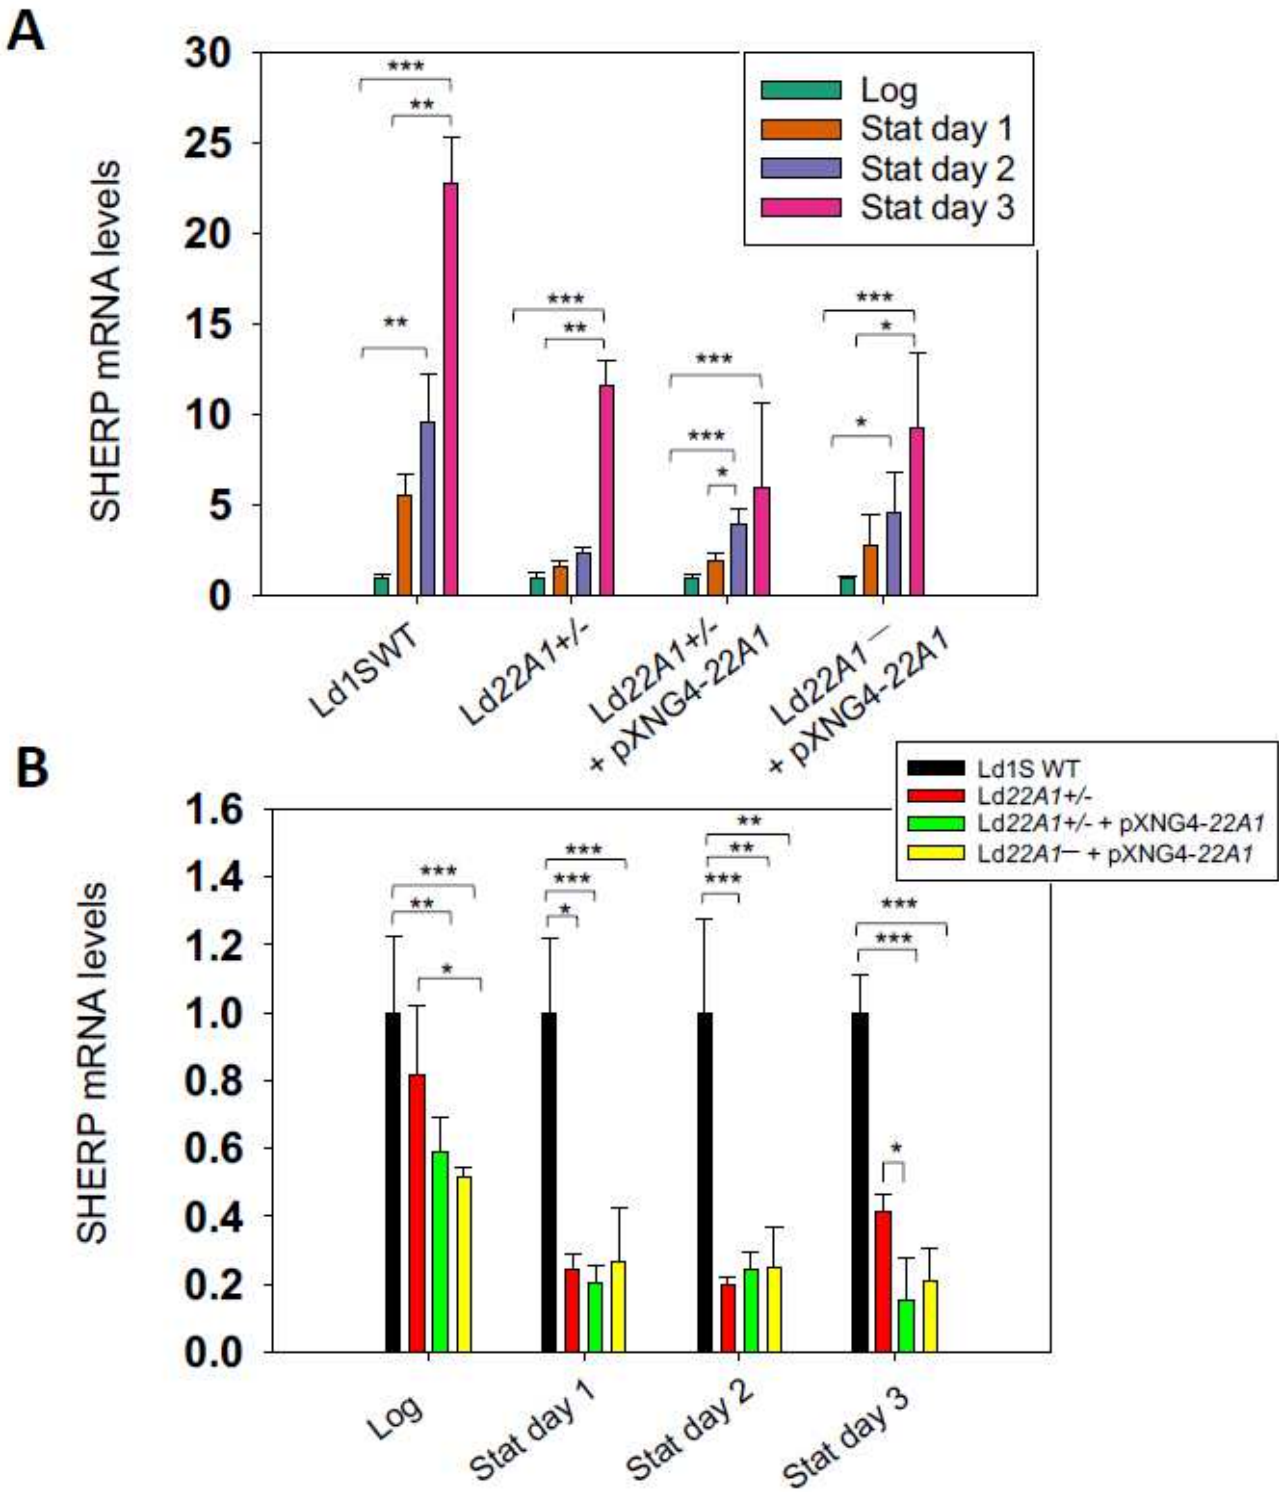 A
30
25
20
15
10
5
0
SHERP mRNA levels
Log
Stat day 1
Stat day 2
Stat day 3
***
**
**
***
**
***
***
*
***
*
*
Ld1SWT
Ld22A1+/-
Ld22A1+/-
+ pXNG4-22A1
Ld22A1—
+ pXNG4-22A1
B
1.6
1.4
1.2
1.0
0.8
0.6
0.4
0.2
0.0
SHERP mRNA levels
Ld1S WT
Ld22A1+/-
Ld22A1+/- + pXNG4-22A1
Ld22A1— + pXNG4-22A1
***
**
*
***
***
*
**
**
***
***
***
*
Log
Stat day 1
Stat day 2
Stat day 3